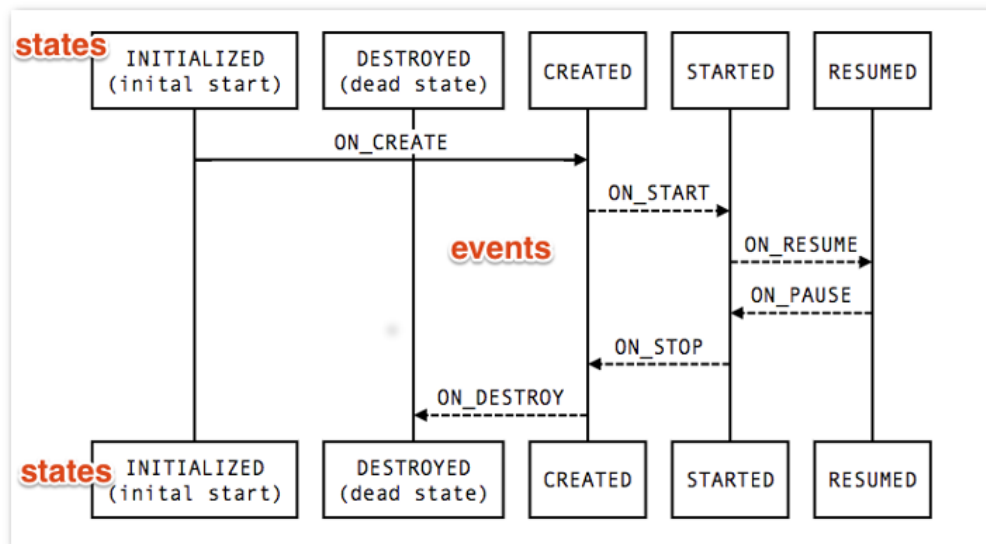 states
INITIALIZED
(inital start)
DESTROYED
(dead state)
CREATED
STARTED
RESUMED
ON_CREATE
ON_START
events
ON_RESUME
ON_PAUSE
ON_STOP
ON_DESTROY
states
INITIALIZED
(inital start)
DESTROYED
(dead state)
CREATED
STARTED
RESUMED